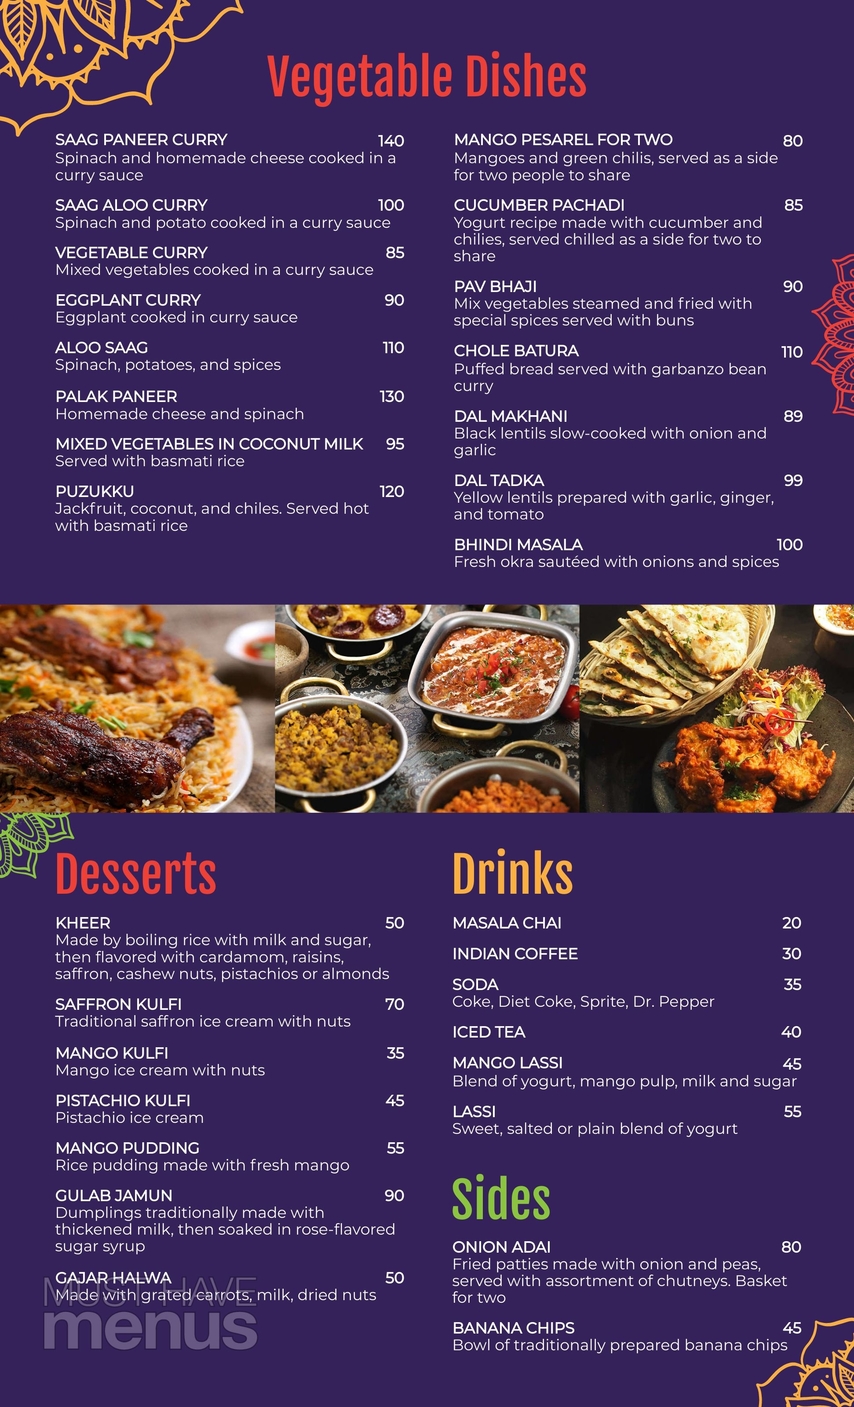 Vegetable Dishes
SAAG PANEER CURRY 140
Spinach and homemade cheese cooked in a
curry sauce
SAAG ALOO CURRY 100
Spinach and potato cooked in a curry sauce
VEGETABLE CURRY 85
Mixed vegetables cooked in a curry sauce
EGGPLANT CURRY 90
Eggplant cooked in curry sauce
ALOO SAAG 110
Spinach, potatoes, and spices
PALAK PANEER 130
Homemade cheese and spinach
MIXED VEGETABLES IN COCONUT MILK 95
Served with basmati rice
PUZUKKU 120
Jackfruit, coconut, and chiles. Served hot
with basmati rice
MANGO PESAREL FOR TWO 80
Mangoes and green chilis, served as a side
for two people to share
CUCUMBER PACHADI 85
Yogurt recipe made with cucumber and
chilies, served chilled as a side for two to
share
PAV BHAJI 90
Mix vegetables steamed and fried with
special spices served with buns
CHOLE BATURA 110
Puffed bread served with garbanzo bean
curry
DAL MAKHANI 89
Black lentils slow-cooked with onion and
garlic
DAL TADKA 99
Yellow lentils prepared with garlic, ginger,
and tomato
BHINDI MASALA 100
Fresh okra sautéed with onions and spices
Desserts
KHEER 50
Made by boiling rice with milk and sugar,
then flavored with cardamom, raisins,
saffron, cashew nuts, pistachios or almonds
SAFFRON KULFI 70
Traditional saffron ice cream with nuts
MANGO KULFI 35
Mango ice cream with nuts
PISTACHIO KULFI 45
Pistachio ice cream
MANGO PUDDING 55
Rice pudding made with fresh mango
GULAB JAMUN 90
Dumplings traditionally made with
thickened milk, then soaked in rose-flavored
sugar syrup
GAJAR HALWA 50
Made with grated carrots, milk, dried nuts
MUST HAVE
menus
Drinks
MASALA CHAI 20
INDIAN COFFEE 30
SODA 35
Coke, Diet Coke, Sprite, Dr. Pepper
ICED TEA 40
MANGO LASSI 45
Blend of yogurt, mango pulp, milk and sugar
LASSI 55
Sweet, salted or plain blend of yogurt
Sides
ONION ADAI 80
Fried patties made with onion and peas,
served with assortment of chutneys. Basket
for two
BANANA CHIPS 45
Bowl of traditionally prepared banana chips